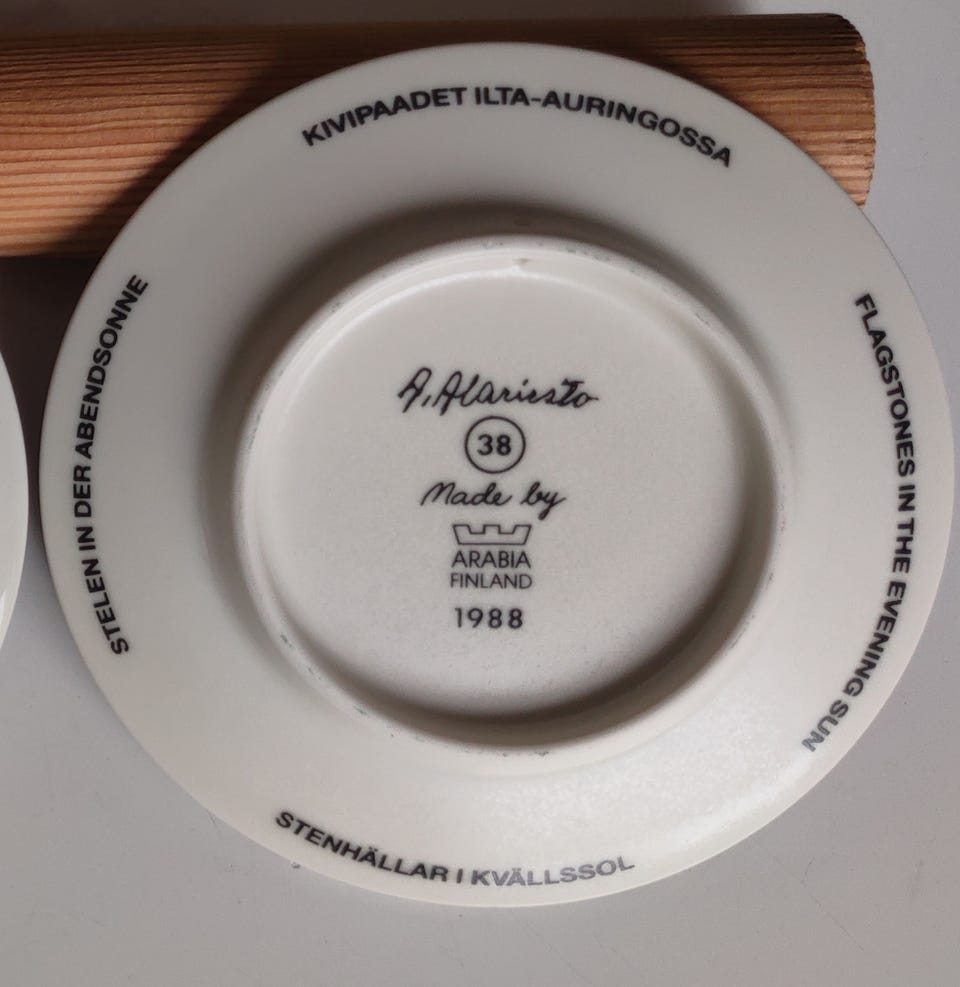 KIVIPAADET ILTA-AURINGOSSA
FLAGSTONES IN THE EVENING SUN
STENHÄLLAR I KVÄLLSSOL
STELEN IN DER ABENDSONNE
A. Alariesto
38
Made by
ARABIA
FINLAND
1988